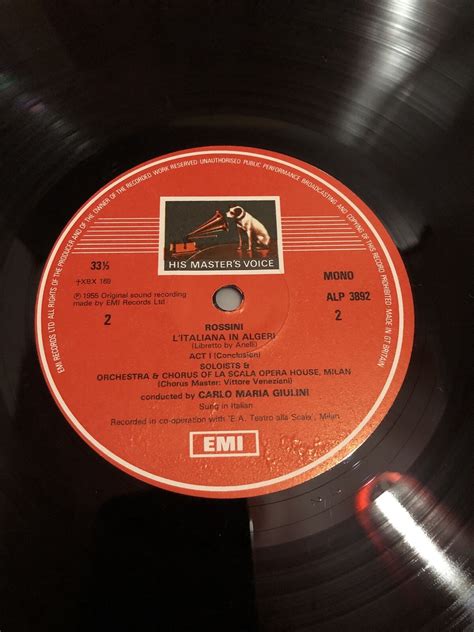 EMI RECORDS LTD ALL RIGHTS OF THE PRODUCER AND OF THE OWNER OF THE RECORDED WORK RESERVED UNAUTHORISED PUBLIC PERFORMANCE BROADCASTING AND COPYING OF THIS RECORD PROHIBITED MADE IN GT BRITAIN
HIS MASTER'S VOICE
33⅓
MONO
XBX 169
ALP 3892
℗ 1955 Original sound recording
made by EMI Records Ltd
2
2
ROSSINI
L'ITALIANA IN ALGERI
(Libretto by Anelli)
ACT I (Conclusion)
SOLOISTS &
ORCHESTRA & CHORUS OF LA SCALA OPERA HOUSE, MILAN
(Chorus Master: Vittore Veneziani)
conducted by CARLO MARIA GIULINI
Sung in Italian
Recorded in co-operation with "E.A. Teatro alla Scala", Milan
EMI